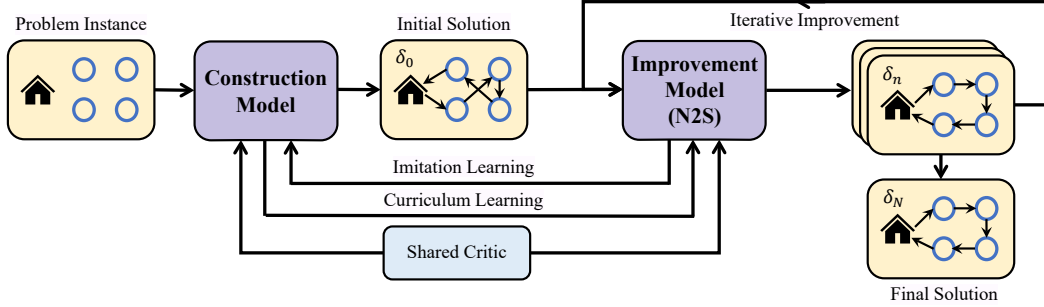 Problem Instance
Initial Solution
Iterative Improvement
Construction
Model
δ0
Improvement
Model
(N2S)
δn
Imitation Learning
Curriculum Learning
Shared Critic
δN
Final Solution